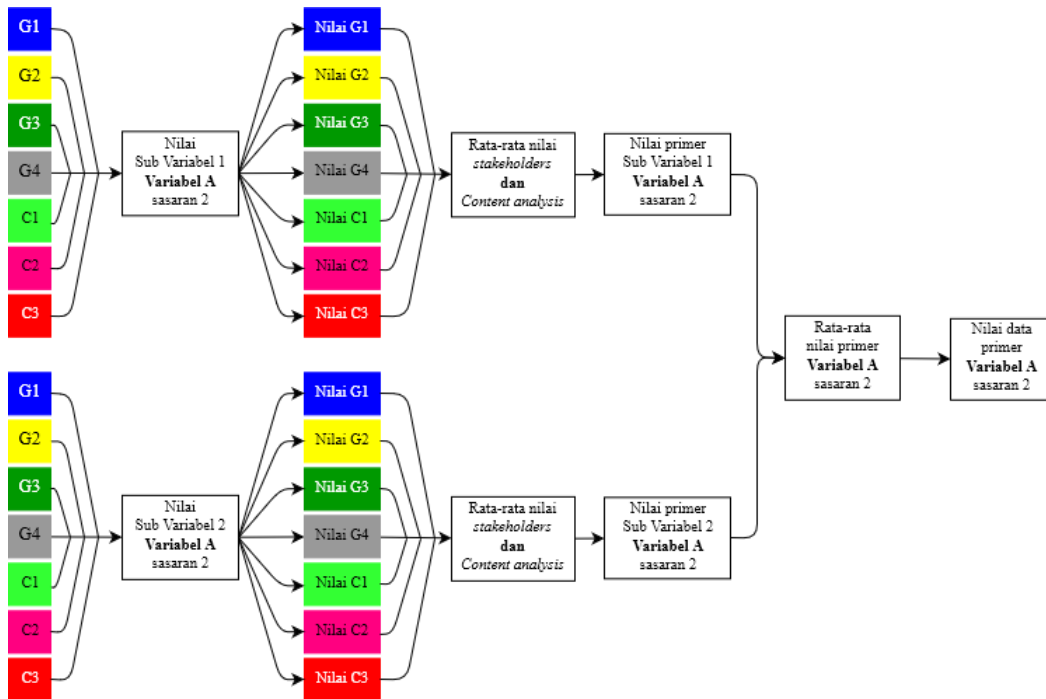 G1
G2
G3
G4
C1
C2
C3
Nilai
Sub Variabel 1
Variabel A
sasaran 2
Nilai G1
Nilai G2
Nilai G3
Nilai G4
Nilai C1
Nilai C2
Nilai C3
Rata-rata nilai
stakeholders
dan
Content analysis
Nilai primer
Sub Variabel 1
Variabel A
sasaran 2
G1
G2
G3
G4
C1
C2
C3
Nilai
Sub Variabel 2
Variabel A
sasaran 2
Nilai G1
Nilai G2
Nilai G3
Nilai G4
Nilai C1
Nilai C2
Nilai C3
Rata-rata nilai
stakeholders
dan
Content analysis
Nilai primer
Sub Variabel 2
Variabel A
sasaran 2
Rata-rata
nilai primer
Variabel A
sasaran 2
Nilai data
primer
Variabel A
sasaran 2